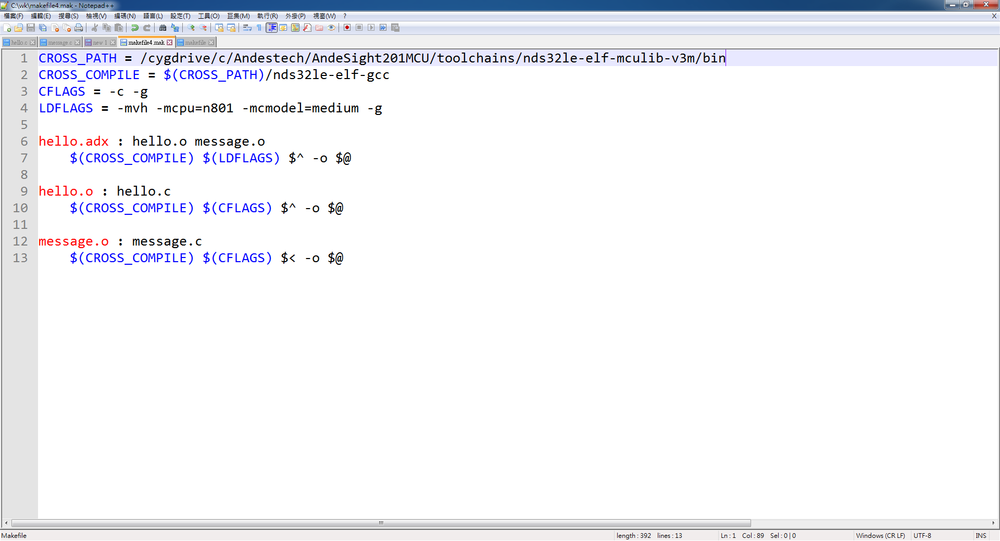 C:\wk\makefile4.mak - Notepad++
檔案(F) 編輯(E) 搜尋(S) 檢視(V) 編碼(N) 語言(L) 設定(T) 工具(O) 巨集(M) 執行(R) 外掛(P) 視窗(W) ? X
hello.c message.c new 1 makefile4.mak makefile
1 CROSS_PATH = /cygdrive/c/Andestech/AndeSight201MCU/toolchains/nds32le-elf-mculib-v3m/bin
2 CROSS_COMPILE = $(CROSS_PATH)/nds32le-elf-gcc
3 CFLAGS = -c -g
4 LDFLAGS = -mvh -mcpu=n801 -mcmodel=medium -g
5
6 hello.adx : hello.o message.o
7     $(CROSS_COMPILE) $(LDFLAGS) $^ -o $@
8
9 hello.o : hello.c
10     $(CROSS_COMPILE) $(CFLAGS) $^ -o $@
11
12 message.o : message.c
13     $(CROSS_COMPILE) $(CFLAGS) $< -o $@
Makefile length : 392 lines : 13 Ln : 1 Col : 89 Sel : 0 | 0 Windows (CR LF) UTF-8 INS